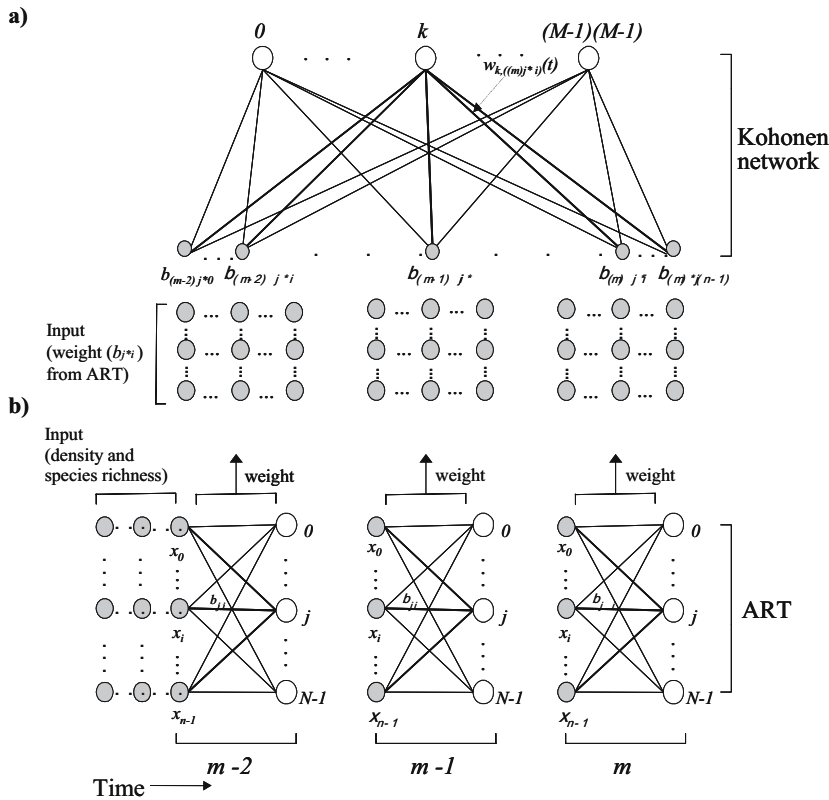 a)
0 k (M-1)(M-1)
w_{k,((m)j*i)}(t)
Kohonen
network
b_{(m-2)j*0} b_{(m-2) j*i} b_{(m-1) j*} b_{(m) j*i} b_{(m) *j(n-1)}
Input
(weight (b_{j*i})
from ART)
b)
Input
(density and
species richness)
weight weight weight
x_0 0 x_0 0 x_0 0
b_{ji} b_{ji} b_{j}
x_i j x_i j x_i j
ART
x_{n-1} N-1 x_{n-1} N-1 x_{n-1} N-1
m -2 m -1 m
Time